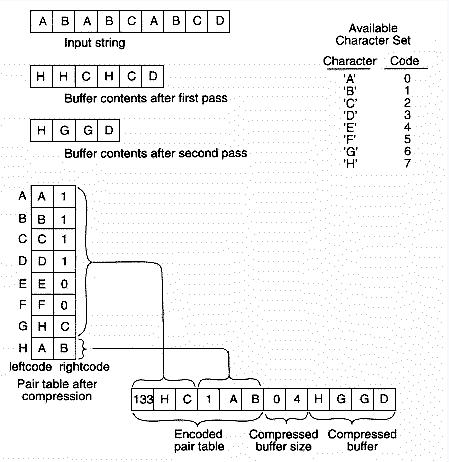 A B A B C A B C D
Input string
H H C H C D
Buffer contents after first pass
H G G D
Buffer contents after second pass
Available
Character Set
Character Code
'A' 0
'B' 1
'C' 2
'D' 3
'E' 4
'F' 5
'G' 6
'H' 7
A A 1
B B 1
C C 1
D D 1
E E 0
F F 0
G H C
H A B
leftcode rightcode
Pair table after
compression
133 H C 1 A B 0 4 H G G D
Encoded
pair table
Compressed
buffer size
Compressed
buffer